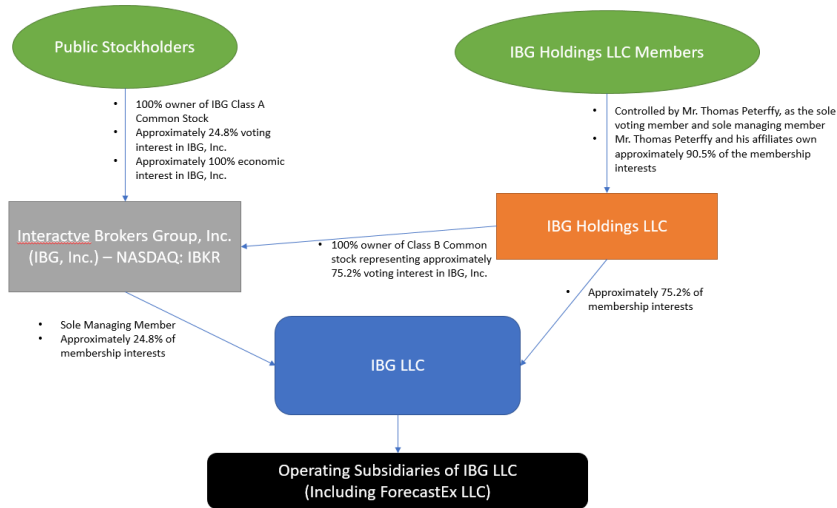 Public Stockholders
IBG Holdings LLC Members
• 100% owner of IBG Class A
Common Stock
• Approximately 24.8% voting
interest in IBG, Inc.
• Approximately 100% economic
interest in IBG, Inc.
• Controlled by Mr. Thomas Peterffy, as the sole
voting member and sole managing member
• Mr. Thomas Peterffy and his affiliates own
approximately 90.5% of the membership
interests
Interactve Brokers Group, Inc.
(IBG, Inc.) – NASDAQ: IBKR
IBG Holdings LLC
• 100% owner of Class B Common
stock representing approximately
75.2% voting interest in IBG, Inc.
• Approximately 75.2% of
membership interests
• Sole Managing Member
• Approximately 24.8% of
membership interests
IBG LLC
Operating Subsidiaries of IBG LLC
(Including ForecastEx LLC)